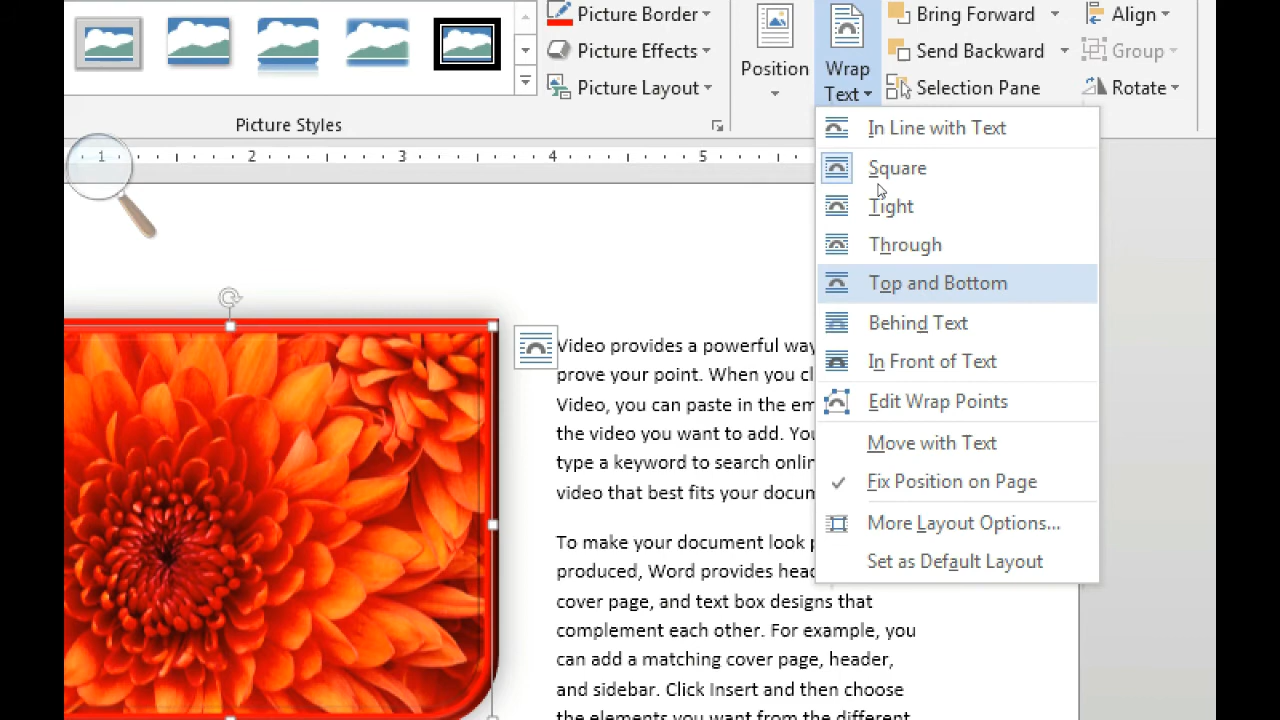 Picture Border
Picture Effects
Picture Layout
Position
Wrap
Text
Bring Forward
Send Backward
Selection Pane
Align
Group
Rotate
Picture Styles
1 2 3 4 5
In Line with Text
Square
Tight
Through
Top and Bottom
Behind Text
In Front of Text
Edit Wrap Points
Move with Text
Fix Position on Page
More Layout Options...
Set as Default Layout
Video provides a powerful way
prove your point. When you
Video, you can paste in the
the video you want to add.
type a keyword to search
video that best fits your
To make your document look
produced, Word provides
cover page, and text box designs that
complement each other. For example, you
can add a matching cover page, header,
and sidebar. Click Insert and then choose
the elements you want from the different